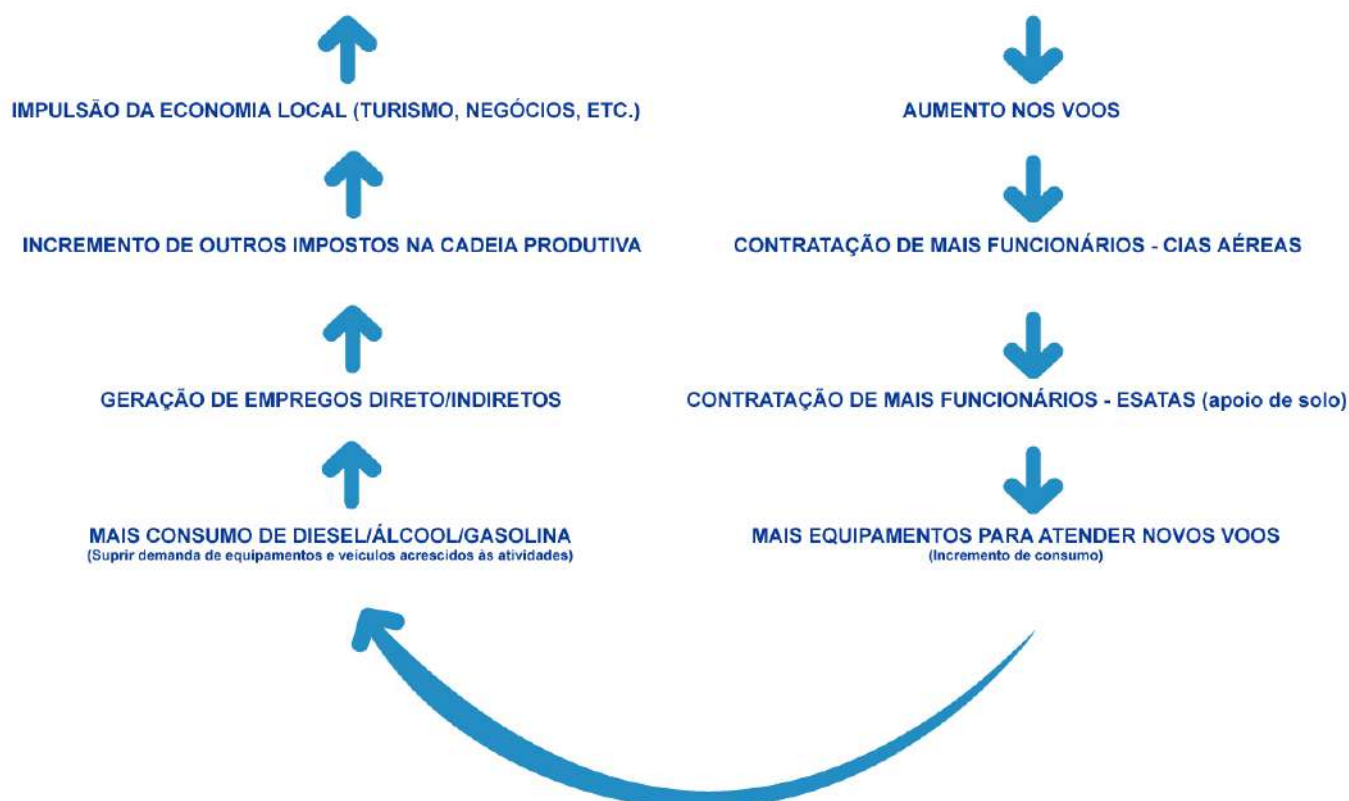 IMPULSÃO DA ECONOMIA LOCAL (TURISMO, NEGÓCIOS, ETC.)
INCREMENTO DE OUTROS IMPOSTOS NA CADEIA PRODUTIVA
GERAÇÃO DE EMPREGOS DIRETO/INDIRETOS
MAIS CONSUMO DE DIESEL/ÁLCOOL/GASOLINA
(Suprir demanda de equipamentos e veículos acrescidos às atividades)
AUMENTO NOS VOOS
CONTRATAÇÃO DE MAIS FUNCIONÁRIOS - CIAS AÉREAS
CONTRATAÇÃO DE MAIS FUNCIONÁRIOS - ESATAS (apoio de solo)
MAIS EQUIPAMENTOS PARA ATENDER NOVOS VOOS
(Incremento de consumo)